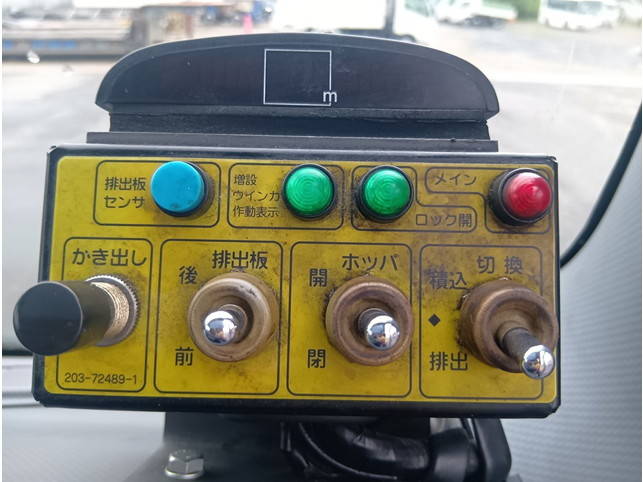 m
排出板
センサ
増設
ウインカ
作動表示
メイン
ロック開
かき出し
排出板
後
前
ホッパ
開
閉
切換
積込
◆
排出
203-72489-1